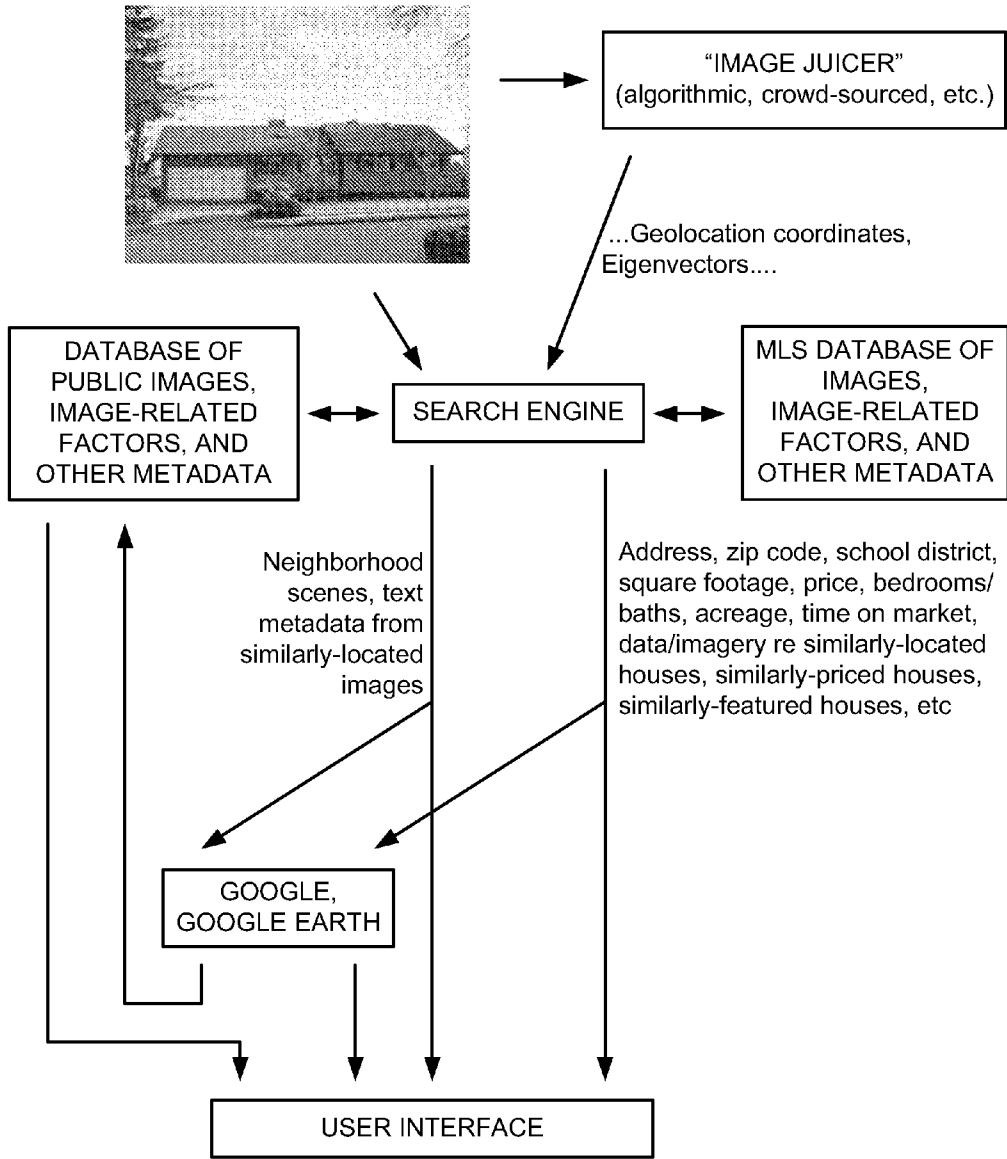 “IMAGE JUICER”
(algorithmic, crowd-sourced, etc.)
...Geolocation coordinates,
Eigenvectors....
DATABASE OF
PUBLIC IMAGES,
IMAGE-RELATED
FACTORS, AND
OTHER METADATA
SEARCH ENGINE
MLS DATABASE OF
IMAGES,
IMAGE-RELATED
FACTORS, AND
OTHER METADATA
Neighborhood
scenes, text
metadata from
similarly-located
images
Address, zip code, school district,
square footage, price, bedrooms/
baths, acreage, time on market,
data/imagery re similarly-located
houses, similarly-priced houses,
similarly-featured houses, etc
GOOGLE,
GOOGLE EARTH
USER INTERFACE